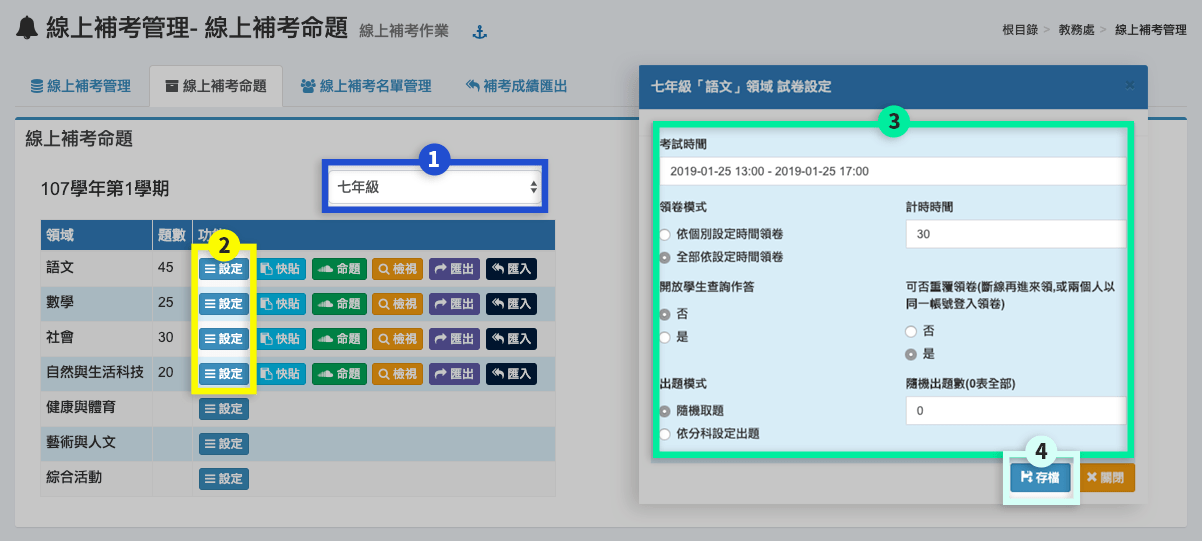 線上補考管理- 線上補考命題 線上補考作業
根目錄 > 教務處 > 線上補考管理
線上補考管理 線上補考命題 線上補考名單管理 補考成績匯出
線上補考命題
107學年第1學期
1
七年級
領域 題數
2
語文 45 設定 快貼 命題 檢視 匯出 匯入
數學 25 設定 快貼 命題 檢視 匯出 匯入
社會 30 設定 快貼 命題 檢視 匯出 匯入
自然與生活科技 20 設定 快貼 命題 檢視 匯出 匯入
健康與體育 設定
藝術與人文 設定
綜合活動 設定
七年級「語文」領域 試卷設定 ×
3
考試時間
2019-01-25 13:00 - 2019-01-25 17:00
領卷模式
依個別設定時間領卷
全部依設定時間領卷
計時時間
30
開放學生查詢作答
否
是
可否重覆領卷(斷線再進來領,或兩個人以
同一帳號登入領卷)
否
是
出題模式
隨機取題
依分科設定出題
隨機出題數(0表全部)
0
4
存檔 關閉